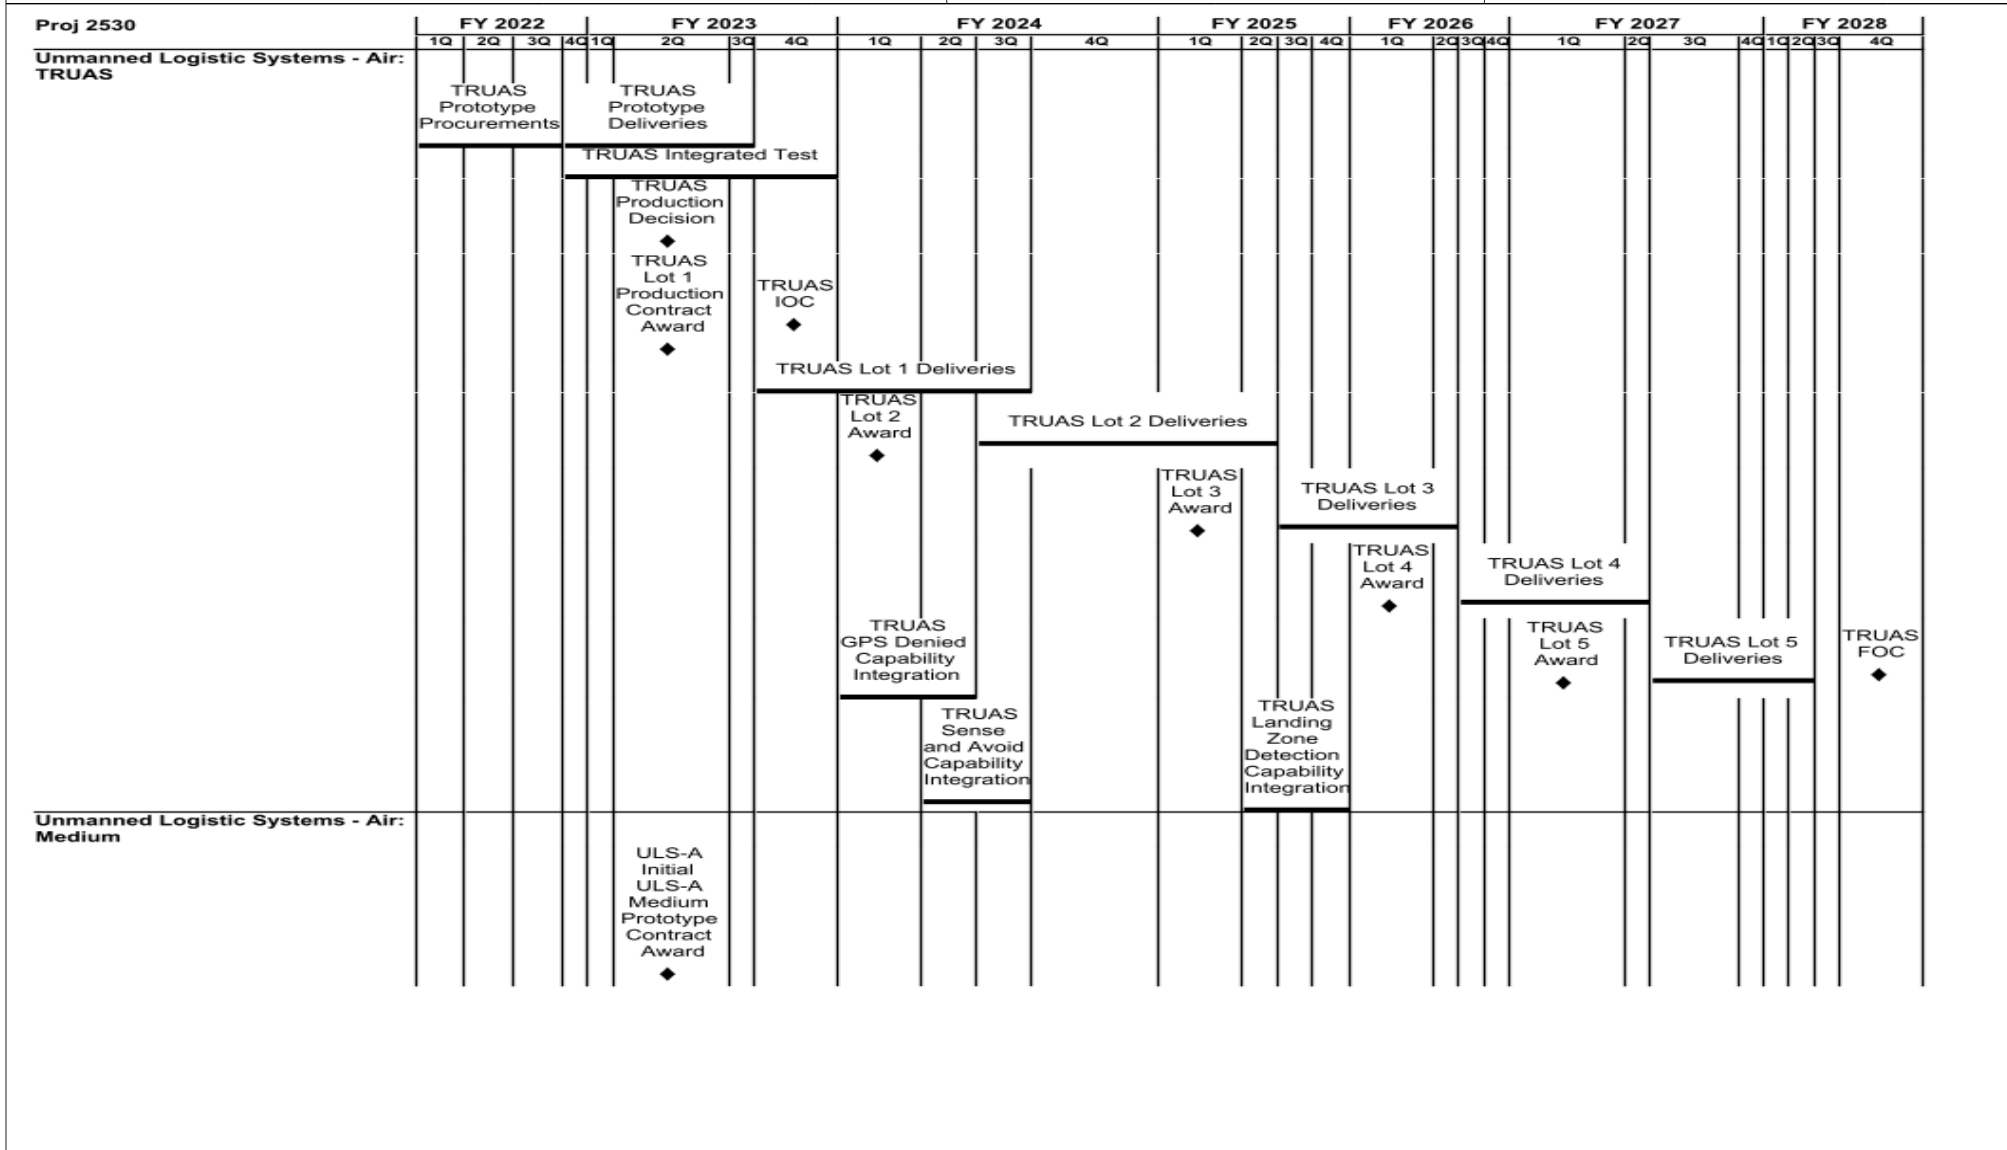 Proj 2530
FY 2022 FY 2023 FY 2024 FY 2025 FY 2026 FY 2027 FY 2028
1Q 2Q 3Q 4Q 1Q 2Q 3Q 4Q 1Q 2Q 3Q 4Q 1Q 2Q 3Q 4Q 1Q 2Q 3Q 4Q 1Q 2Q 3Q 4Q 1Q 2Q 3Q 4Q
Unmanned Logistic Systems - Air:
TRUAS
TRUAS
Prototype
Procurements
TRUAS
Prototype
Deliveries
TRUAS Integrated Test
TRUAS
Production
Decision
TRUAS
Lot 1
Production
Contract
Award
TRUAS
IOC
TRUAS Lot 1 Deliveries
TRUAS
Lot 2
Award
TRUAS Lot 2 Deliveries
TRUAS
Lot 3
Award
TRUAS Lot 3
Deliveries
TRUAS
Lot 4
Award
TRUAS Lot 4
Deliveries
TRUAS
GPS Denied
Capability
Integration
TRUAS
Lot 5
Award
TRUAS Lot 5
Deliveries
TRUAS
FOC
TRUAS
Sense
and Avoid
Capability
Integration
TRUAS
Landing
Zone
Detection
Capability
Integration
Unmanned Logistic Systems - Air:
Medium
ULS-A
Initial
ULS-A
Medium
Prototype
Contract
Award